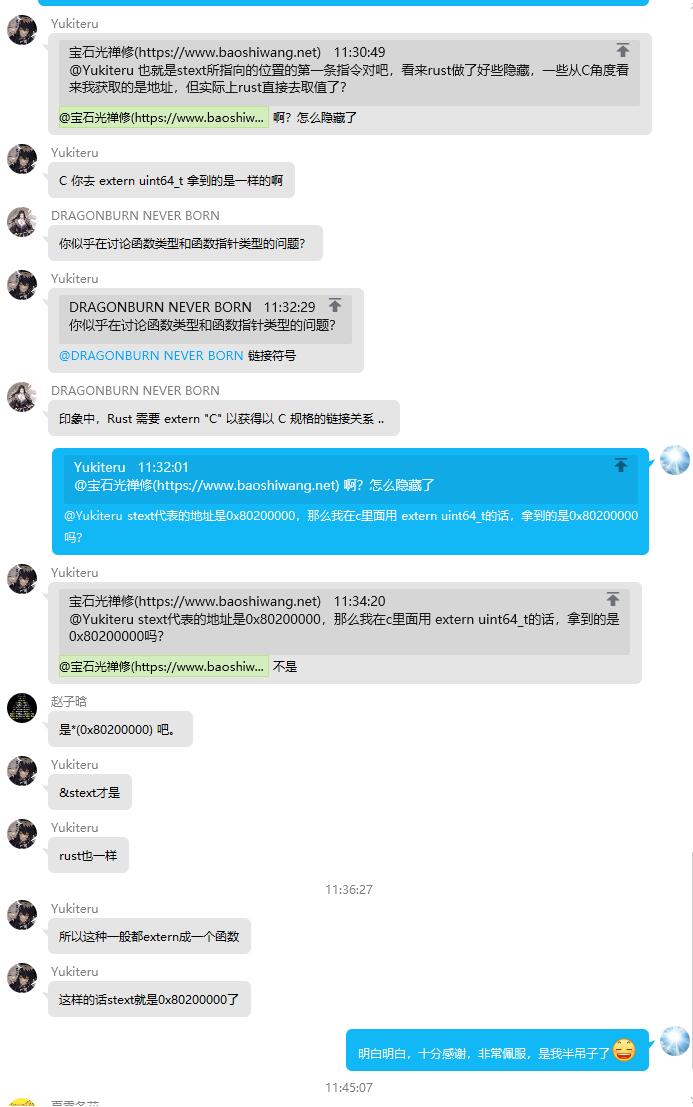 Yukiteru
宝石光禅修(https://www.baoshiwang.net) 11:30:49
@Yukiteru 也就是stext所指向的位置的第一条指令对吧，看来rust做了好些隐藏，一些从C角度看
来我获取的是地址，但实际上rust直接去取值了？
@宝石光禅修(https://www.baoshiw... 啊？怎么隐藏了
Yukiteru
C 你去 extern uint64_t 拿到的是一样的啊
DRAGONBURN NEVER BORN
你似乎在讨论函数类型和函数指针类型的问题？
Yukiteru
DRAGONBURN NEVER BORN 11:32:29
你似乎在讨论函数类型和函数指针类型的问题？
@DRAGONBURN NEVER BORN 链接符号
DRAGONBURN NEVER BORN
印象中，Rust 需要 extern "C" 以获得以 C 规格的链接关系 ..
Yukiteru 11:32:01
@宝石光禅修(https://www.baoshiwang.net) 啊？怎么隐藏了
@Yukiteru stext代表的地址是0x80200000，那么我在c里面用 extern uint64_t的话，拿到的是0x80200000
吗？
Yukiteru
宝石光禅修(https://www.baoshiwang.net) 11:34:20
@Yukiteru stext代表的地址是0x80200000，那么我在c里面用 extern uint64_t的话，拿到的是
0x80200000吗？
@宝石光禅修(https://www.baoshiw... 不是
赵子晗
是*(0x80200000) 吧。
Yukiteru
&stext才是
Yukiteru
rust也一样
11:36:27
Yukiteru
所以这种一般都extern成一个函数
Yukiteru
这样的话stext就是0x80200000了
明白明白，十分感谢，非常佩服，是我半吊子了
11:45:07